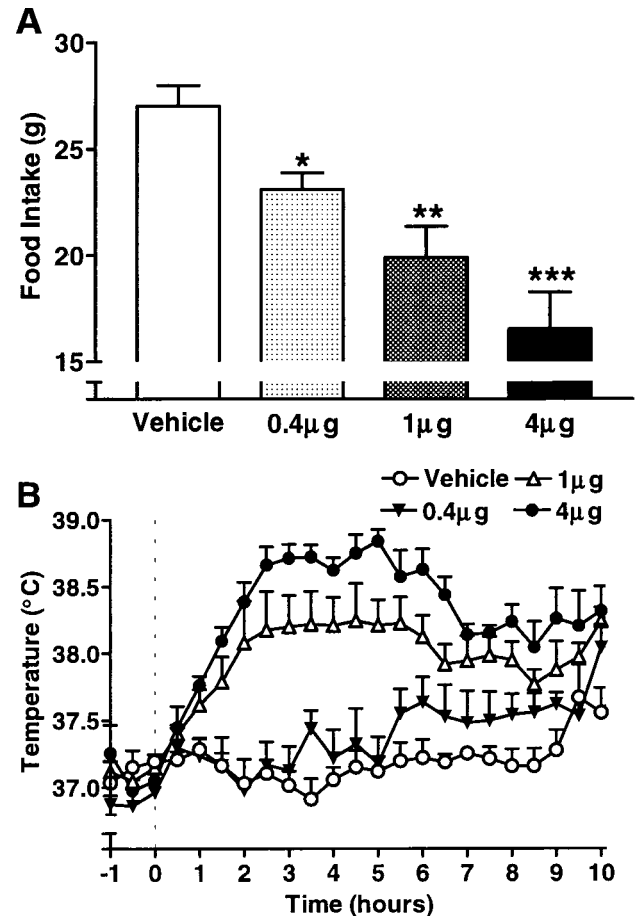 A
Food Intake (g)
30
25
20
15
*
**
***
Vehicle 0.4μg 1μg 4μg
B
Vehicle 1μg
0.4μg 4μg
Temperature (°C)
39.0
38.5
38.0
37.5
37.0
-1 0 1 2 3 4 5 6 7 8 9 10
Time (hours)